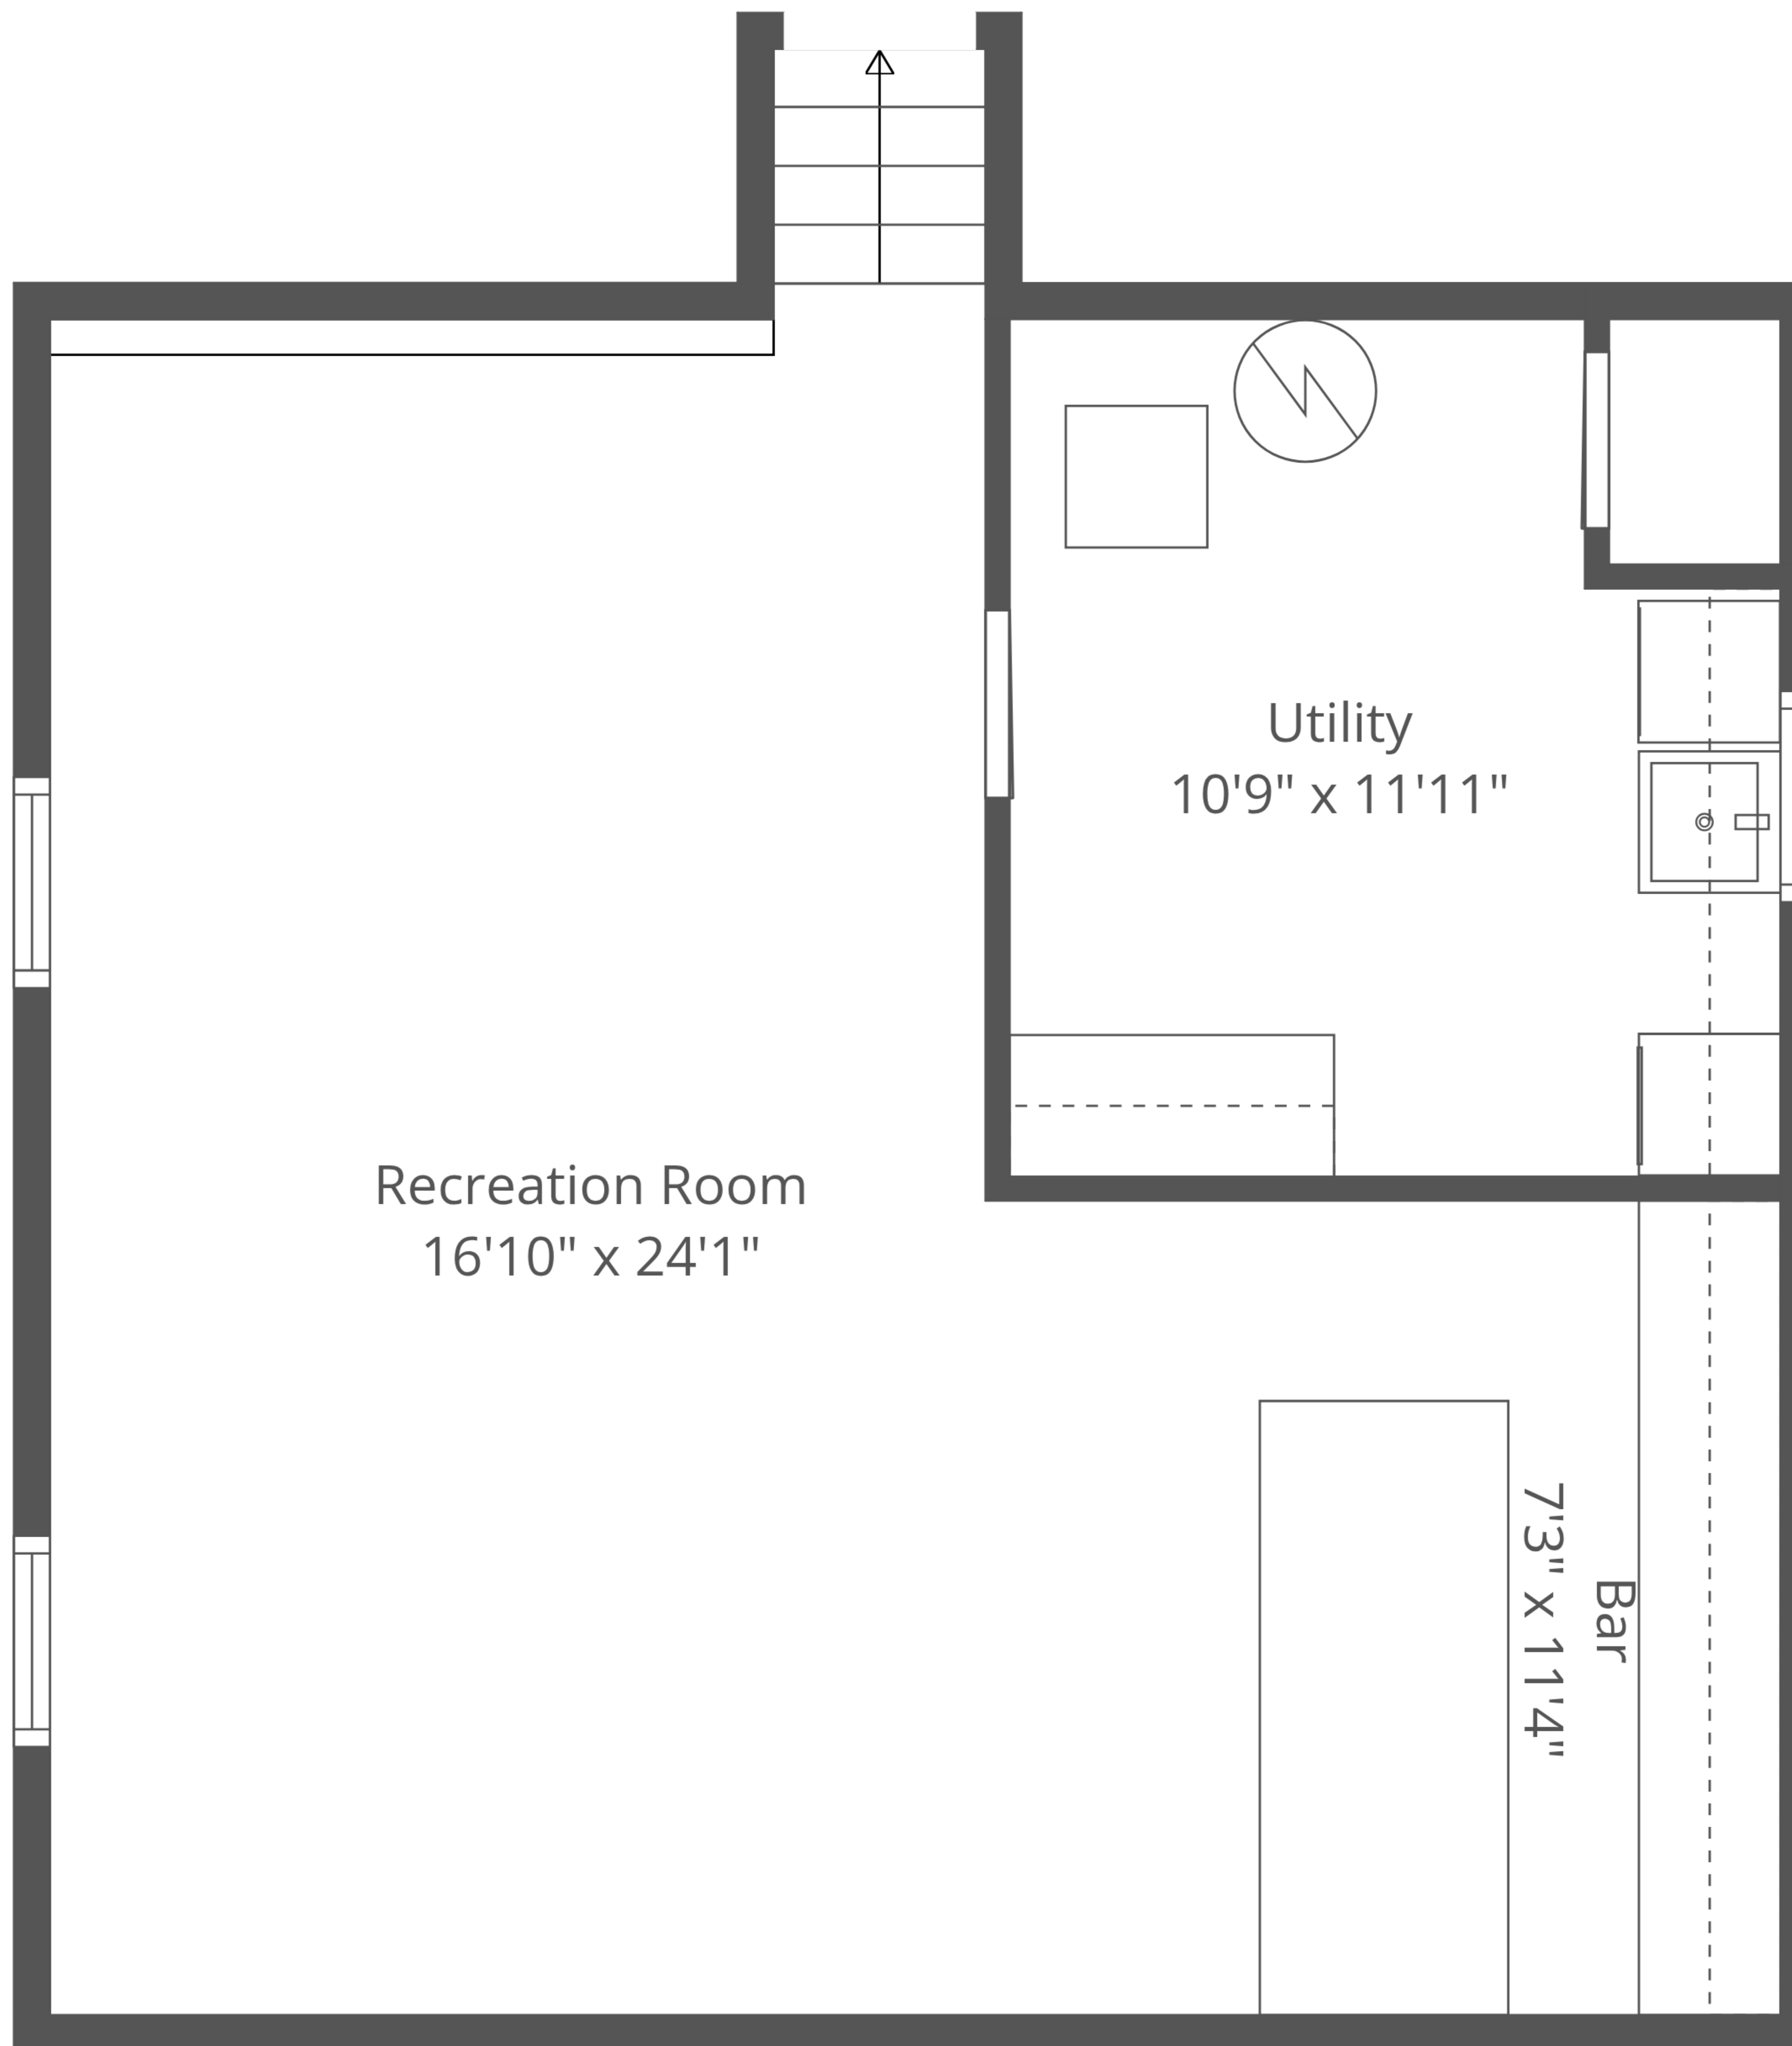 Utility
10'9" x 11'11"
Recreation Room
16'10" x 24'1"
Bar
7'3" x 11'4"